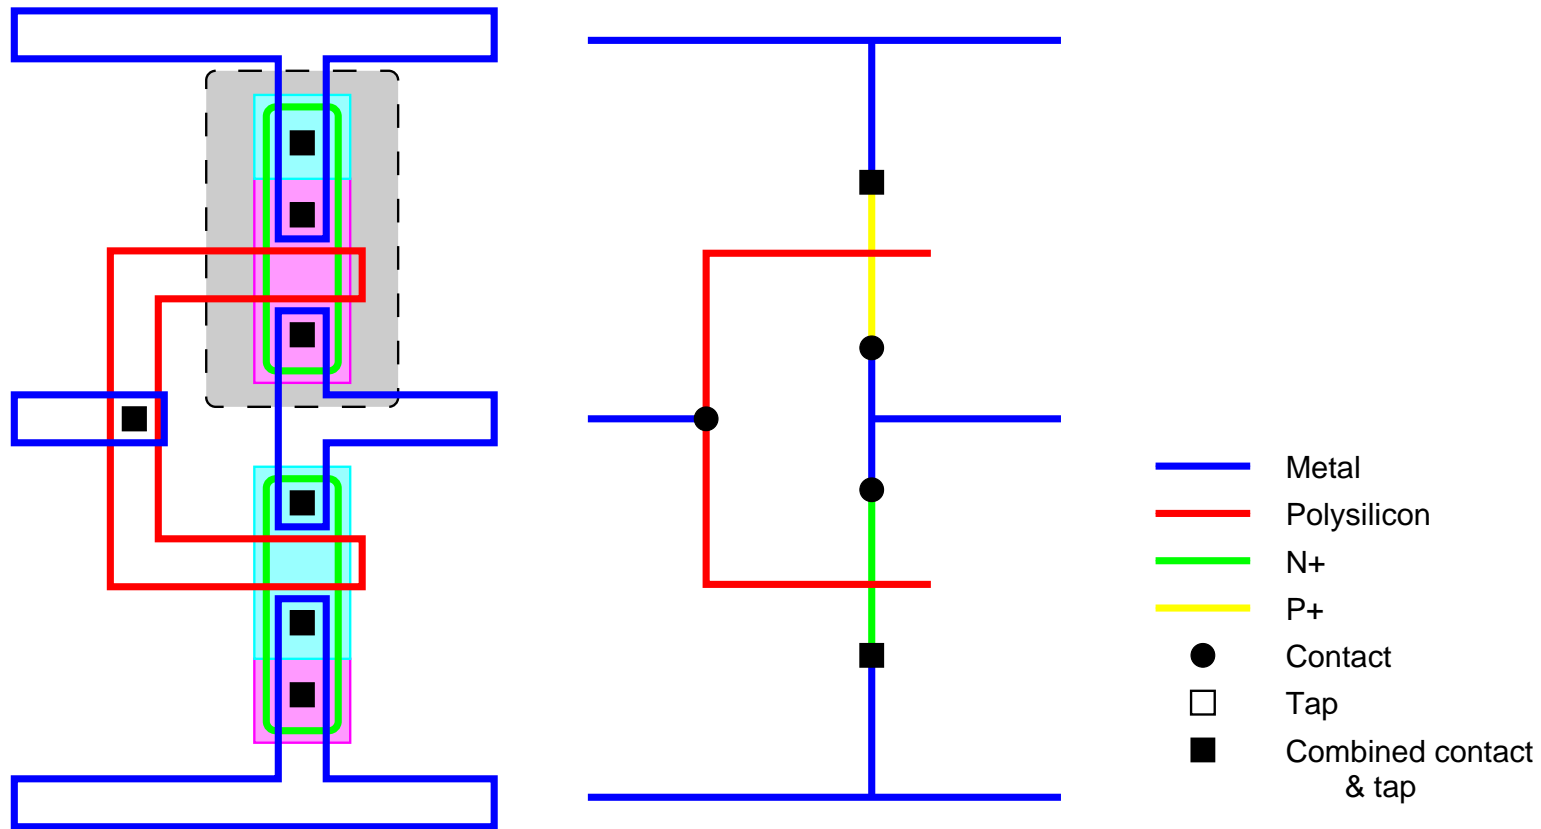 Metal
Polysilicon
N+
P+
Contact
Tap
Combined contact
& tap